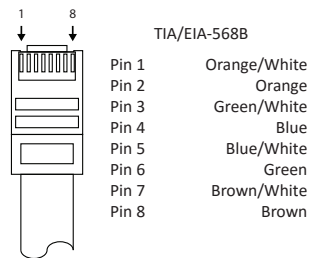 1 8
TIA/EIA-568B
Pin 1 Orange/White
Pin 2 Orange
Pin 3 Green/White
Pin 4 Blue
Pin 5 Blue/White
Pin 6 Green
Pin 7 Brown/White
Pin 8 Brown